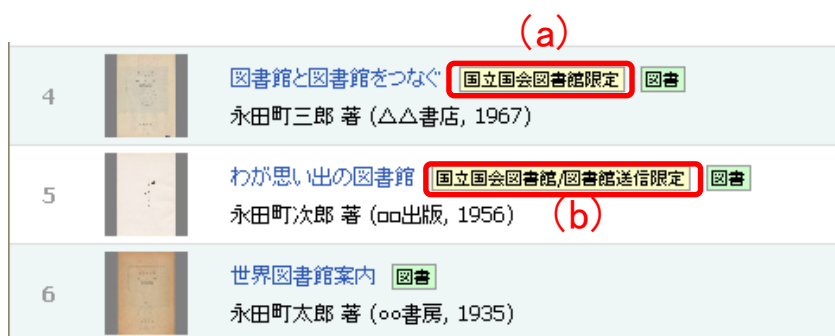 (a)
4 図書館と図書館をつなぐ 国立国会図書館限定 図書
永田町三郎 著 (△△書店, 1967)
5 わが思い出の図書館 国立国会図書館/図書館送信限定 図書
永田町次郎 著 (□□出版, 1956)
(b)
6 世界図書館案内 図書
永田町太郎 著 (○○書房, 1935)